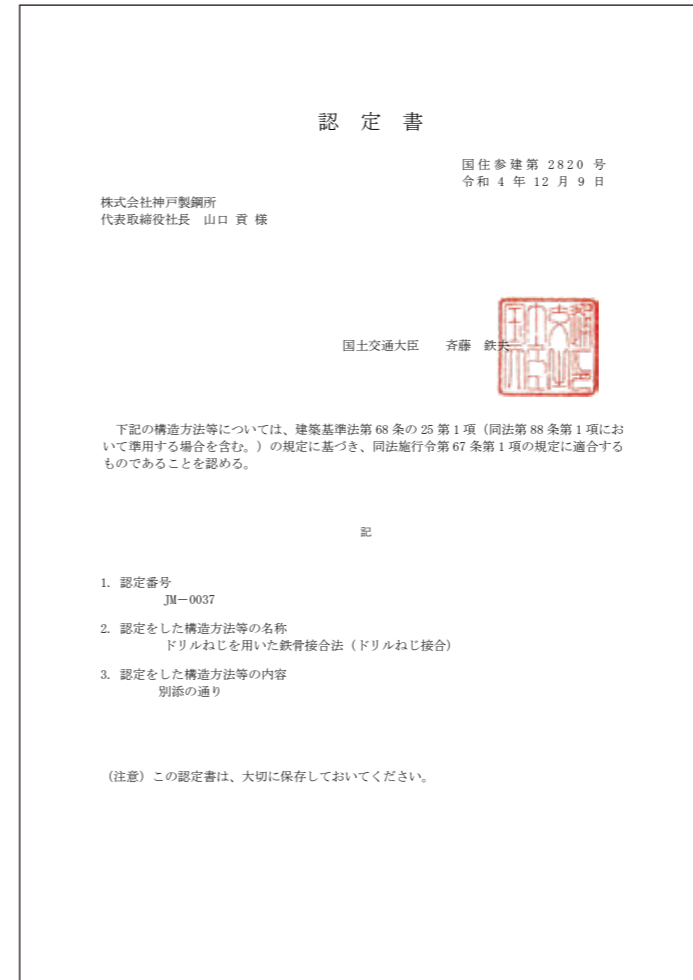 認 定 書
国住参建第 2820 号
令和 4 年 12 月 9 日
株式会社神戸製鋼所
代表取締役社長 山口 貢 様
国土交通大臣 斉藤 鉄夫
下記の構造方法等については、建築基準法第 68 条の 25 第 1 項（同法第 88 条第 1 項にお
いて準用する場合を含む。）の規定に基づき、同法施行令第 67 条第 1 項の規定に適合する
ものであることを認める。
記
1. 認定番号
JM－0037
2. 認定をした構造方法等の名称
ドリルねじを用いた鉄骨接合法（ドリルねじ接合）
3. 認定をした構造方法等の内容
別添の通り
（注意）この認定書は、大切に保存しておいてください。